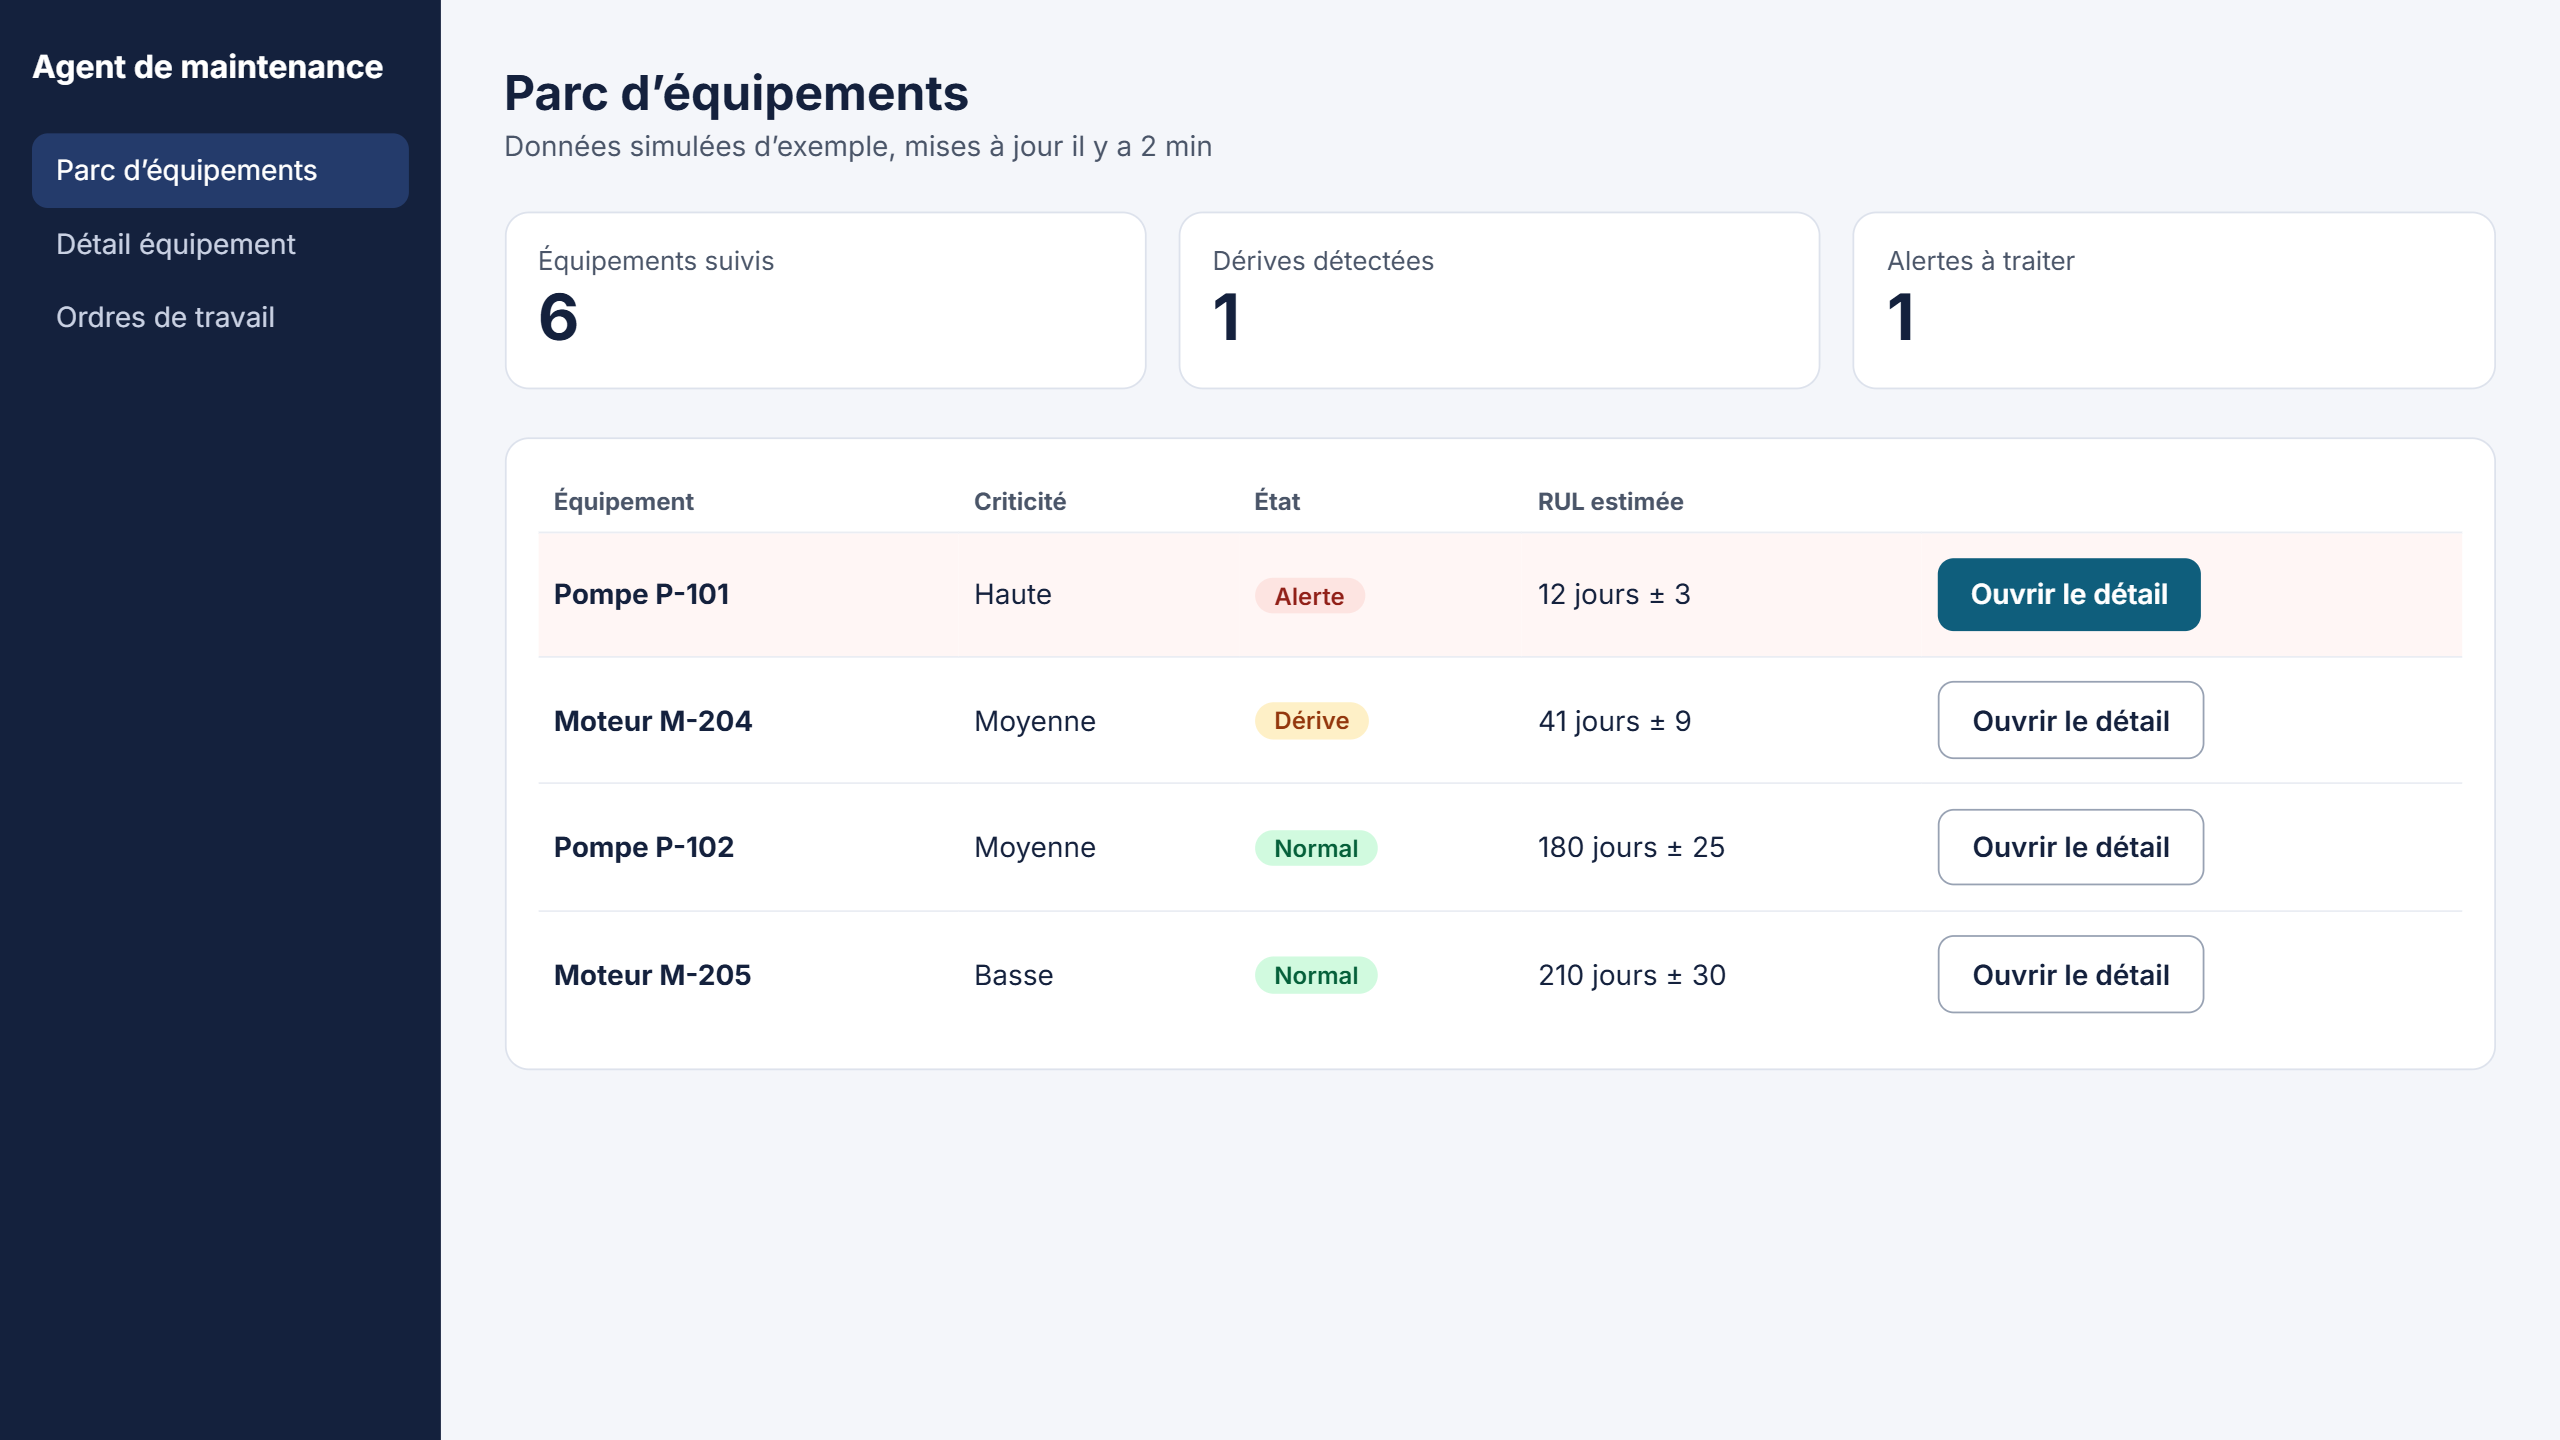 Agent de maintenance
Parc d’équipements
Détail équipement
Ordres de travail
Parc d’équipements
Données simulées d’exemple, mises à jour il y a 2 min
Équipements suivis
6
Dérives détectées
1
Alertes à traiter
1
Équipement Criticité État RUL estimée
Pompe P-101 Haute Alerte 12 jours ± 3 Ouvrir le détail
Moteur M-204 Moyenne Dérive 41 jours ± 9 Ouvrir le détail
Pompe P-102 Moyenne Normal 180 jours ± 25 Ouvrir le détail
Moteur M-205 Basse Normal 210 jours ± 30 Ouvrir le détail